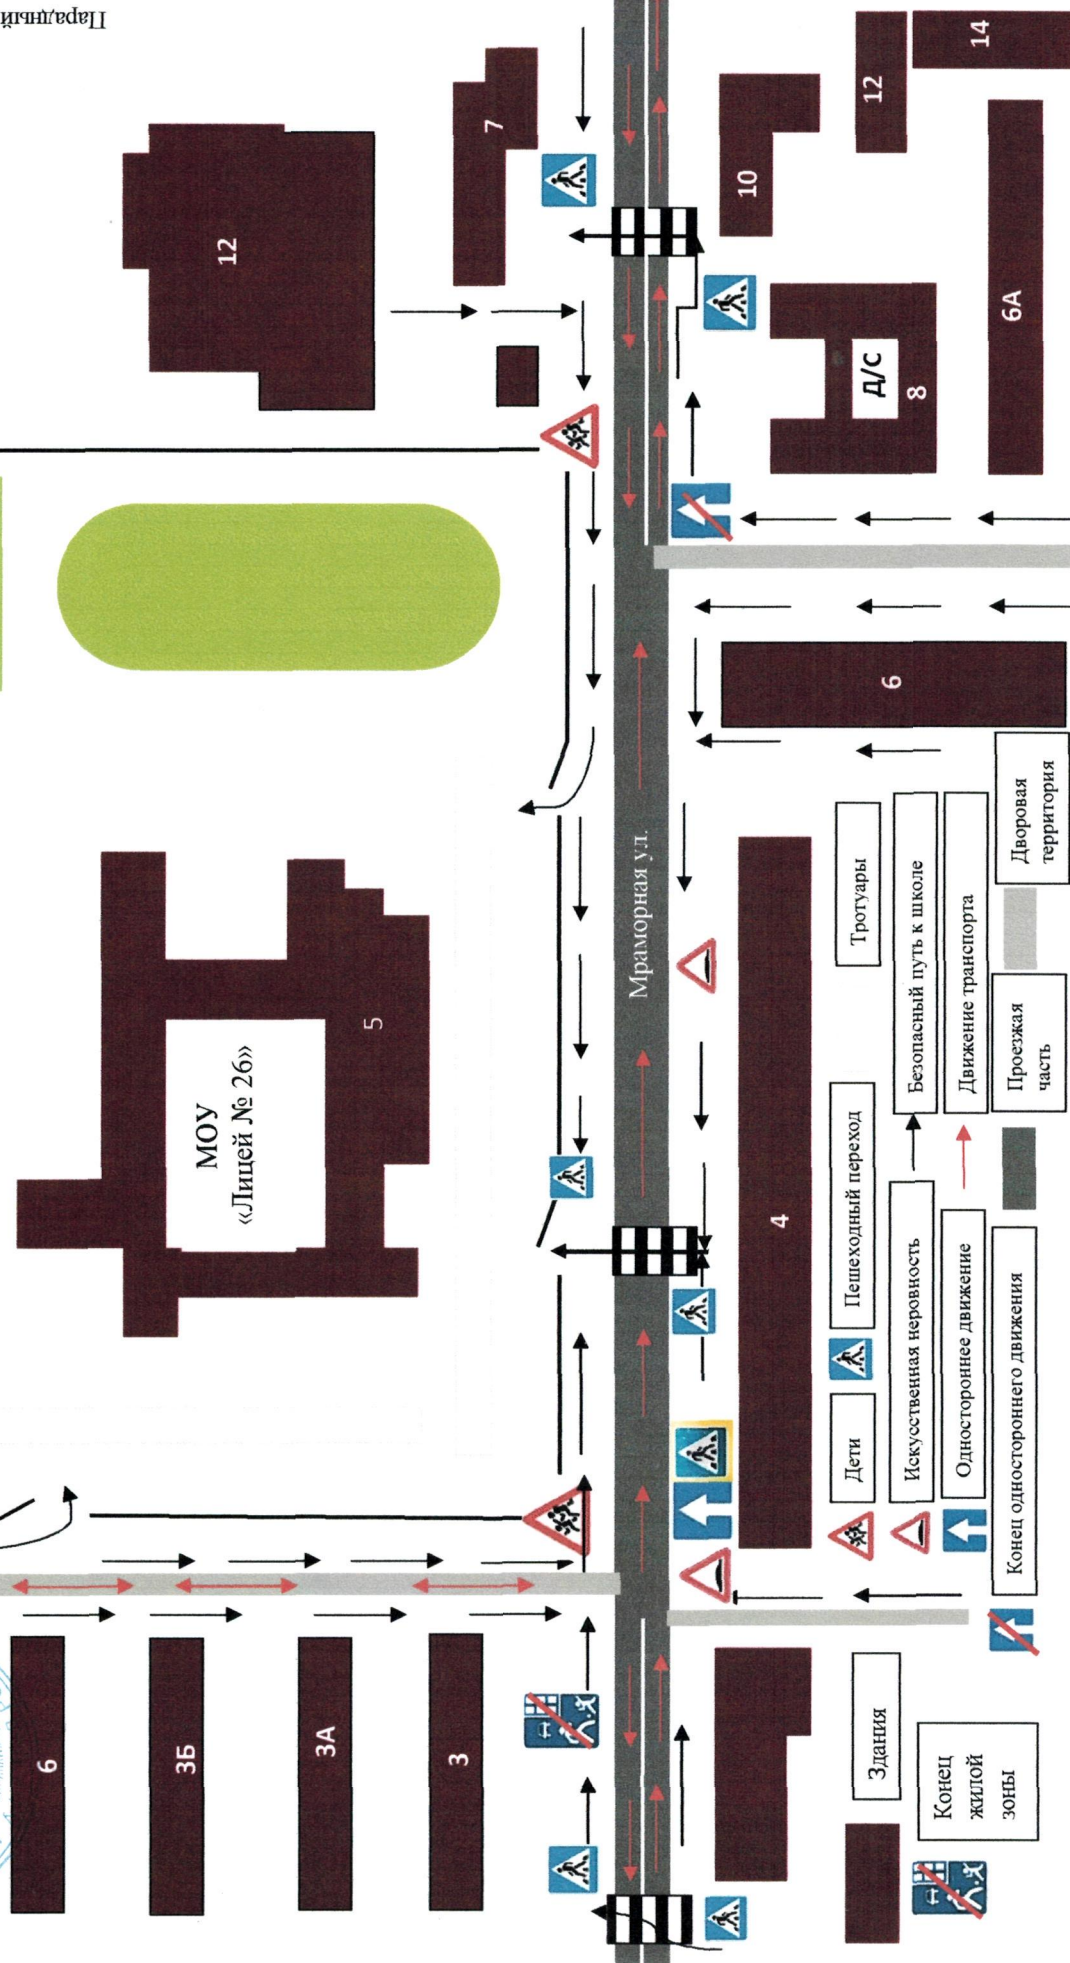 Парадный
12
7
МОУ
«Лицей № 26»
5
6
3Б
3А
3
Мраморная ул.
10
12
14
Д/С
8
6А
6
4
Тротуары
Дети
Пешеходный переход
Искусственная неровность
Безопасный путь к школе
Одностороннее движение
Движение транспорта
Конец одностороннего движения
Проезжая
часть
Дворовая
территория
Здания
Конец
жилой
зоны